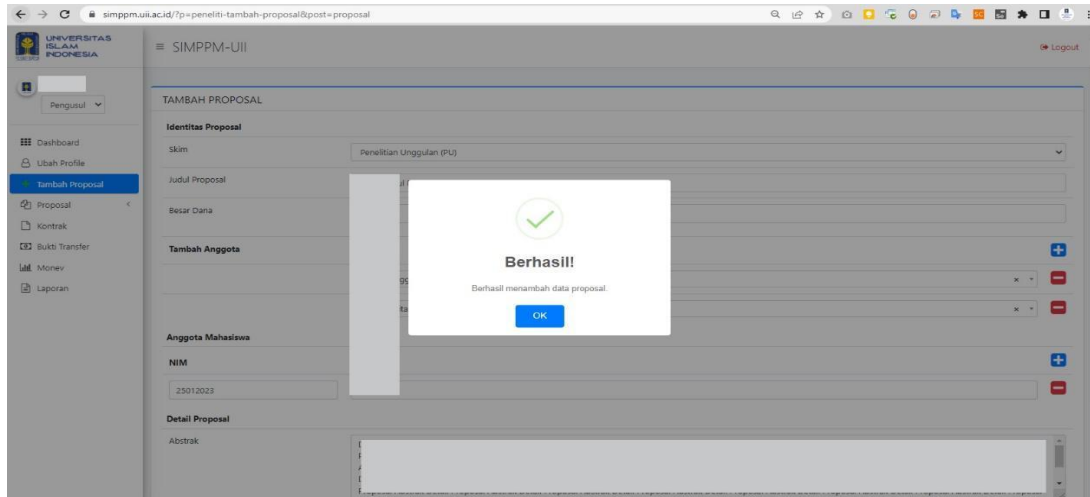 simppm.uii.ac.id/?p=peneliti-tambah-proposal&post=proposal
UNIVERSITAS
ISLAM
INDONESIA
SIMPPM-UII
Logout
Pengusul
Dashboard
Ubah Profile
Tambah Proposal
Proposal
Kontrak
Bukti Transfer
Monev
Laporan
TAMBAH PROPOSAL
Identitas Proposal
Skim
Penelitian Unggulan (PU)
Judul Proposal
Besar Dana
Tambah Anggota
Anggota Mahasiswa
NIM
25012023
Detail Proposal
Abstrak
Berhasil!
Berhasil menambah data proposal.
OK